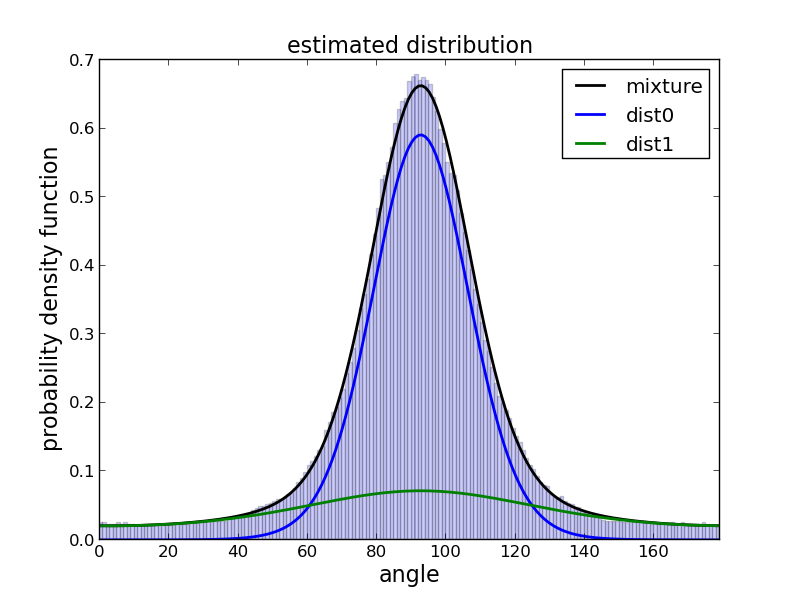 estimated distribution
mixture
dist0
dist1
probability density function
0.7
0.6
0.5
0.4
0.3
0.2
0.1
0.0
0 20 40 60 80 100 120 140 160
angle